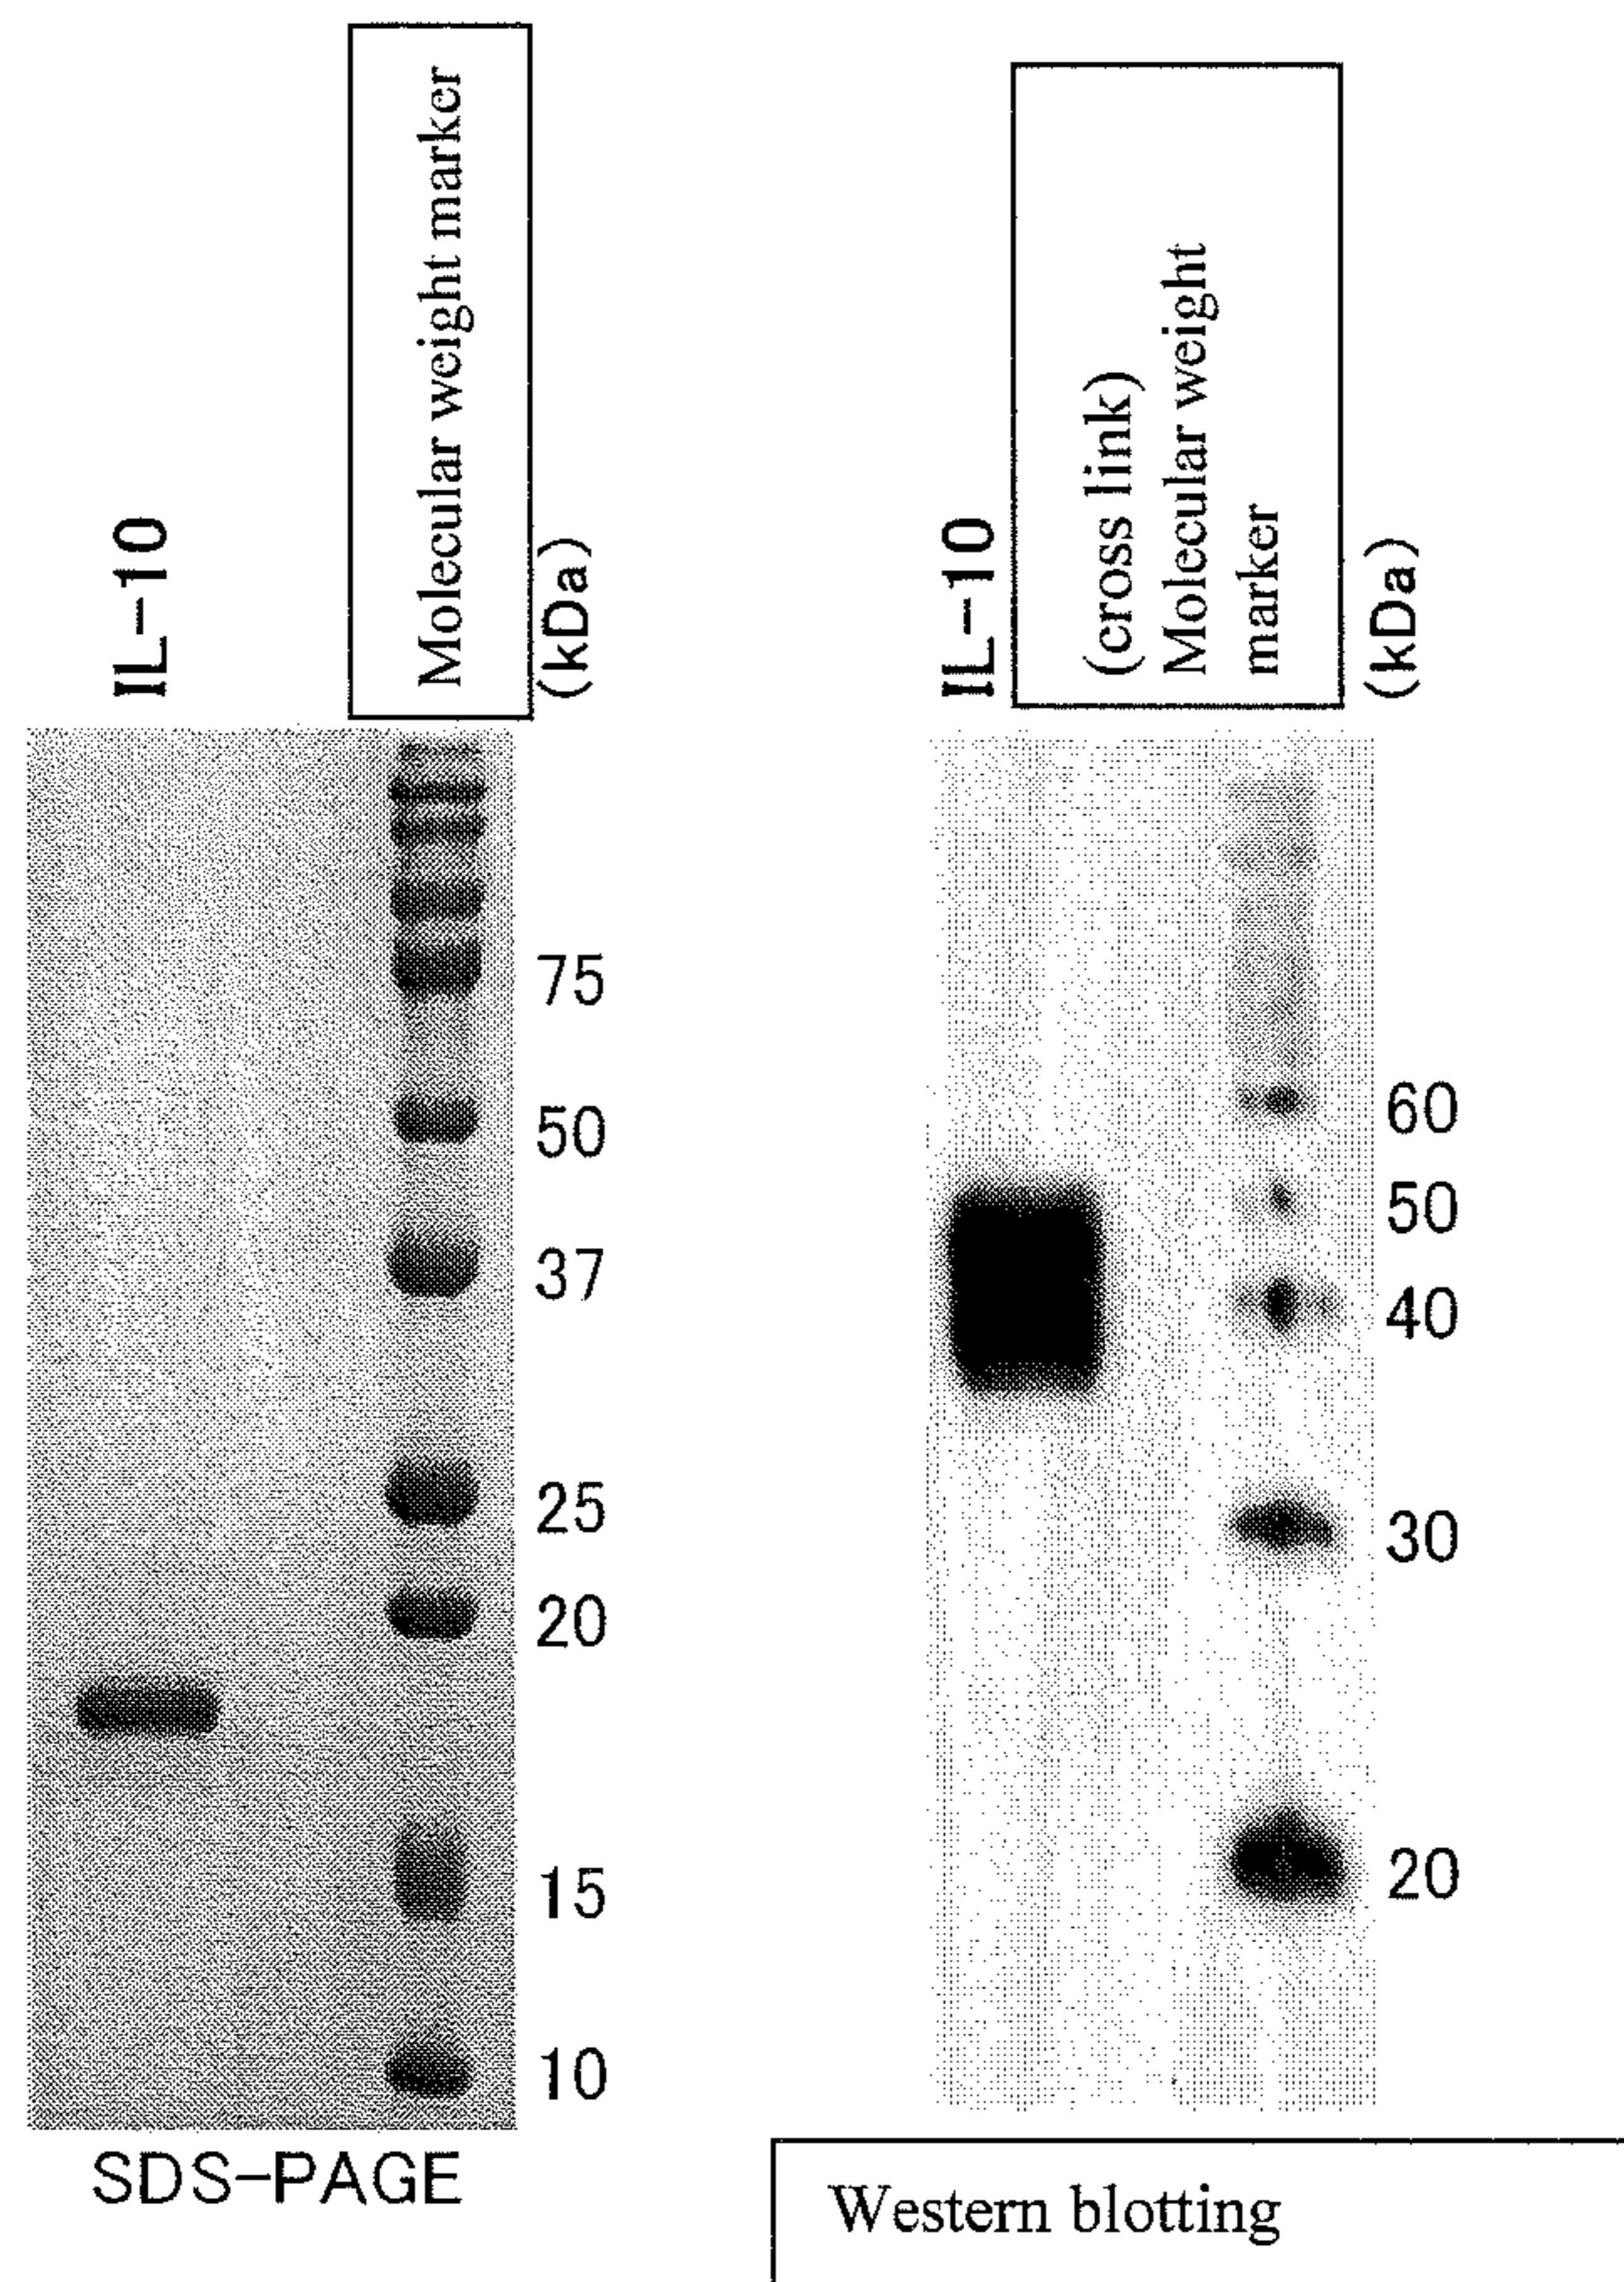 IL-10
Molecular weight marker
(kDa)
75
50
37
25
20
15
10
SDS-PAGE
IL-10
(cross link)
Molecular weight
marker
(kDa)
60
50
40
30
20
Western blotting